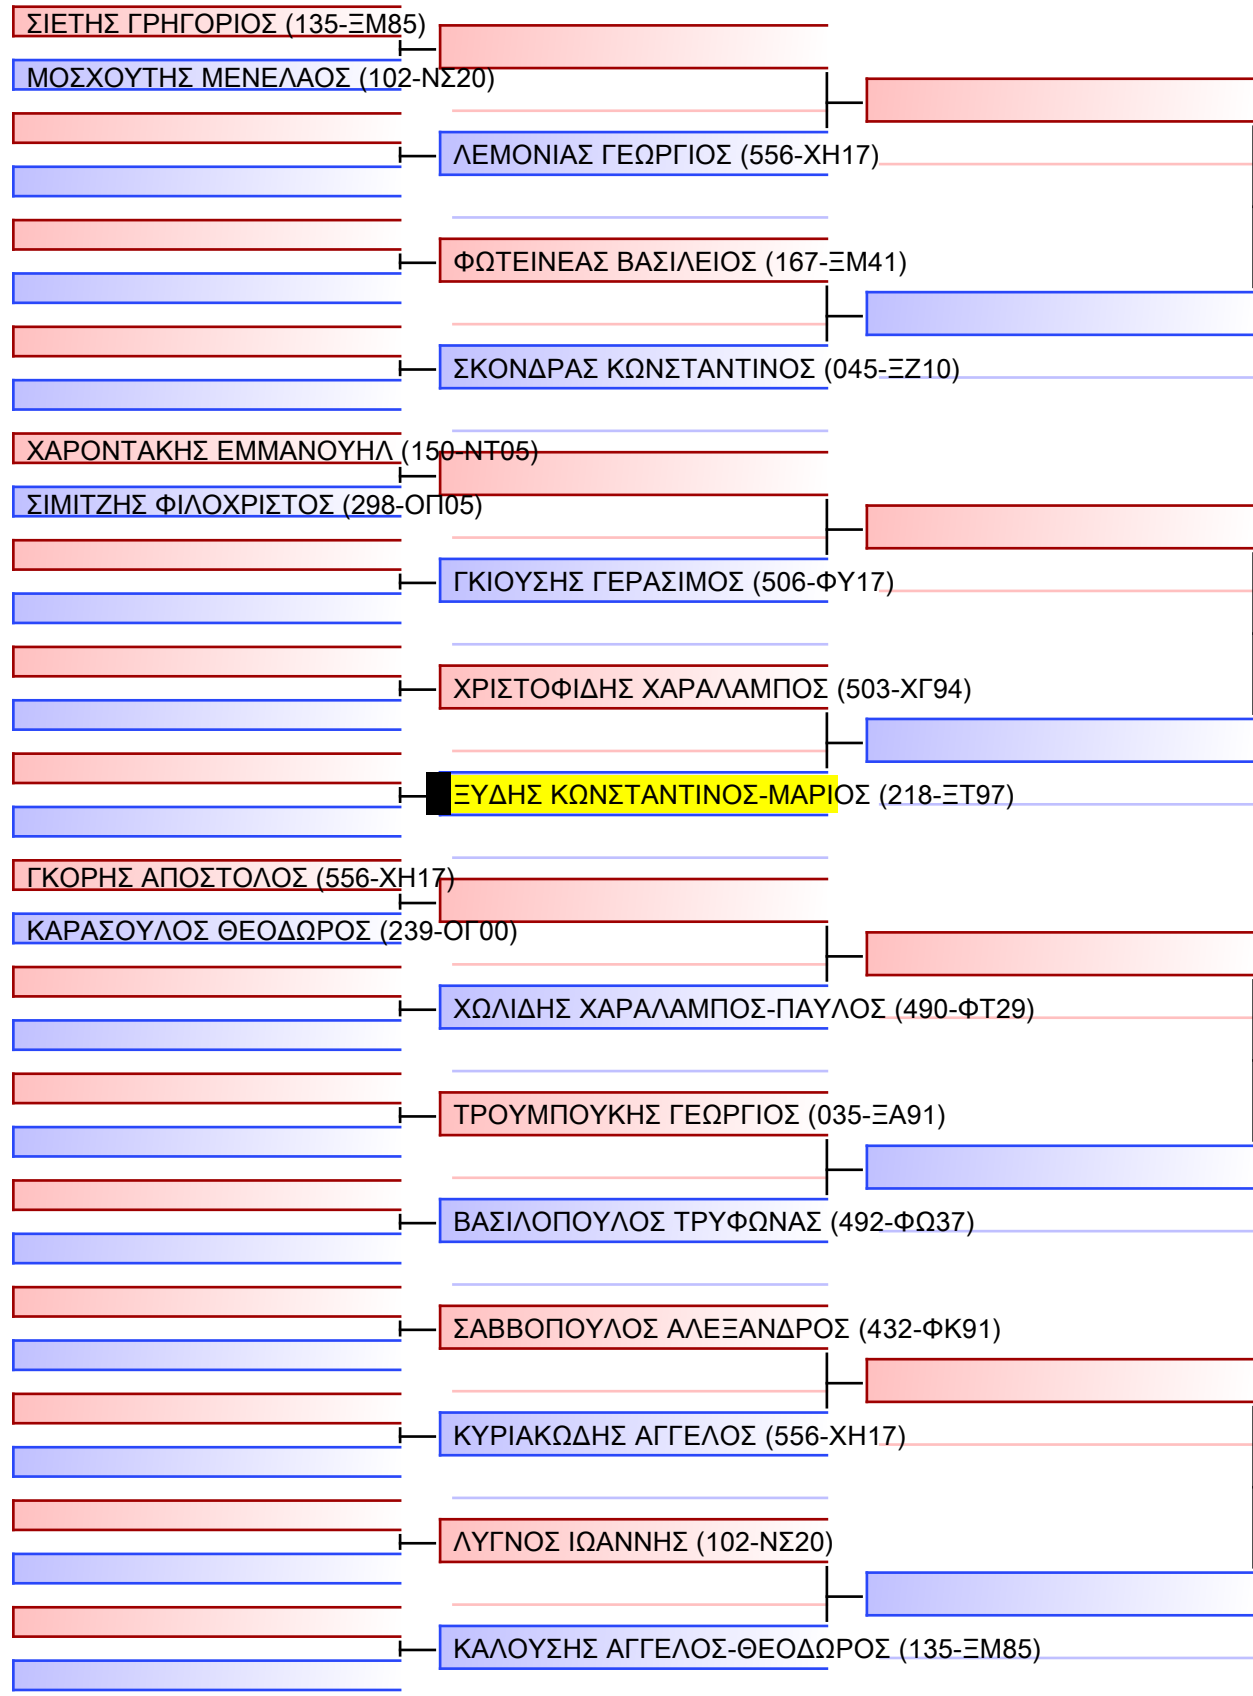 ΣΙΕΤΗΣ ΓΡΗΓΟΡΙΟΣ (135-ΞΜ85)
ΜΟΣΧΟΥΤΗΣ ΜΕΝΕΛΑΟΣ (102-ΝΣ20)
ΛΕΜΟΝΙΑΣ ΓΕΩΡΓΙΟΣ (556-ΧΗ17)
ΦΩΤΕΙΝΕΑΣ ΒΑΣΙΛΕΙΟΣ (167-ΞΜ41)
ΣΚΟΝΔΡΑΣ ΚΩΝΣΤΑΝΤΙΝΟΣ (045-ΞΖ10)
ΧΑΡΟΝΤΑΚΗΣ ΕΜΜΑΝΟΥΗΛ (150-ΝΤ05)
ΣΙΜΙΤΖΗΣ ΦΙΛΟΧΡΙΣΤΟΣ (298-ΟΠ05)
ΓΚΙΟΥΣΗΣ ΓΕΡΑΣΙΜΟΣ (506-ΦΥ17)
ΧΡΙΣΤΟΦΙΔΗΣ ΧΑΡΑΛΑΜΠΟΣ (503-ΧΓ94)
ΞΥΔΗΣ ΚΩΝΣΤΑΝΤΙΝΟΣ-ΜΑΡΙΟΣ (218-ΞΤ97)
ΓΚΟΡΗΣ ΑΠΟΣΤΟΛΟΣ (556-ΧΗ17)
ΚΑΡΑΣΟΥΛΟΣ ΘΕΟΔΩΡΟΣ (239-ΟΓ00)
ΧΩΛΙΔΗΣ ΧΑΡΑΛΑΜΠΟΣ-ΠΑΥΛΟΣ (490-ΦΤ29)
ΤΡΟΥΜΠΟΥΚΗΣ ΓΕΩΡΓΙΟΣ (035-ΞΑ91)
ΒΑΣΙΛΟΠΟΥΛΟΣ ΤΡΥΦΩΝΑΣ (492-ΦΩ37)
ΣΑΒΒΟΠΟΥΛΟΣ ΑΛΕΞΑΝΔΡΟΣ (432-ΦΚ91)
ΚΥΡΙΑΚΩΔΗΣ ΑΓΓΕΛΟΣ (556-ΧΗ17)
ΛΥΓΝΟΣ ΙΩΑΝΝΗΣ (102-ΝΣ20)
ΚΑΛΟΥΣΗΣ ΑΓΓΕΛΟΣ-ΘΕΟΔΩΡΟΣ (135-ΞΜ85)